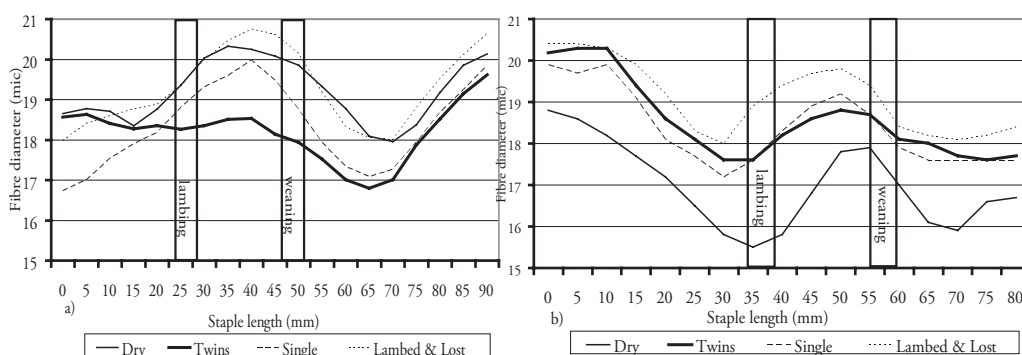 21
20
19
18
17
16
15
Fibre diameter (mic)
lambing
weaning
0 5 10 15 20 25 30 35 40 45 50 55 60 65 70 75 80 85 90
a)
Staple length (mm)
Dry Twins Single Lambed & Lost
21
20
19
18
17
16
15
Fibre diameter (mic)
lambing
weaning
0 5 10 15 20 25 30 35 40 45 50 55 60 65 70 75 80
b)
Staple length (mm)
Dry Twins Single Lambed & Lost